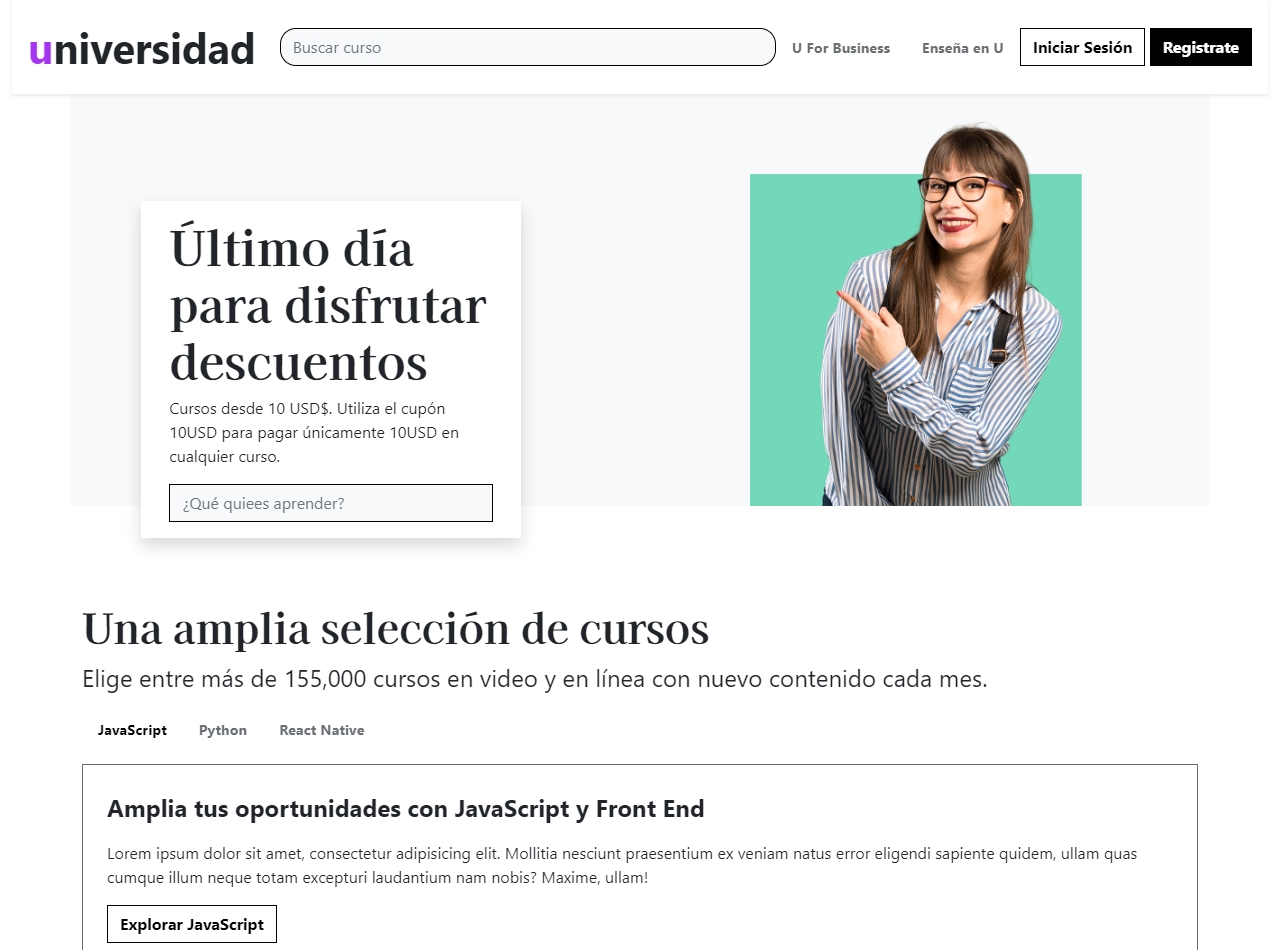 universidad
Buscar curso
U For Business
Enseña en U
Iniciar Sesión
Registrate
Último día
para disfrutar
descuentos
Cursos desde 10 USD$. Utiliza el cupón
10USD para pagar únicamente 10USD en
cualquier curso.
¿Qué quiees aprender?
Una amplia selección de cursos
Elige entre más de 155,000 cursos en video y en línea con nuevo contenido cada mes.
JavaScript
Python
React Native
Amplia tus oportunidades con JavaScript y Front End
Lorem ipsum dolor sit amet, consectetur adipisicing elit. Mollitia nesciunt praesentium ex veniam natus error eligendi sapiente quidem, ullam quas
cumque illum neque totam excepturi laudantium nam nobis? Maxime, ullam!
Explorar JavaScript